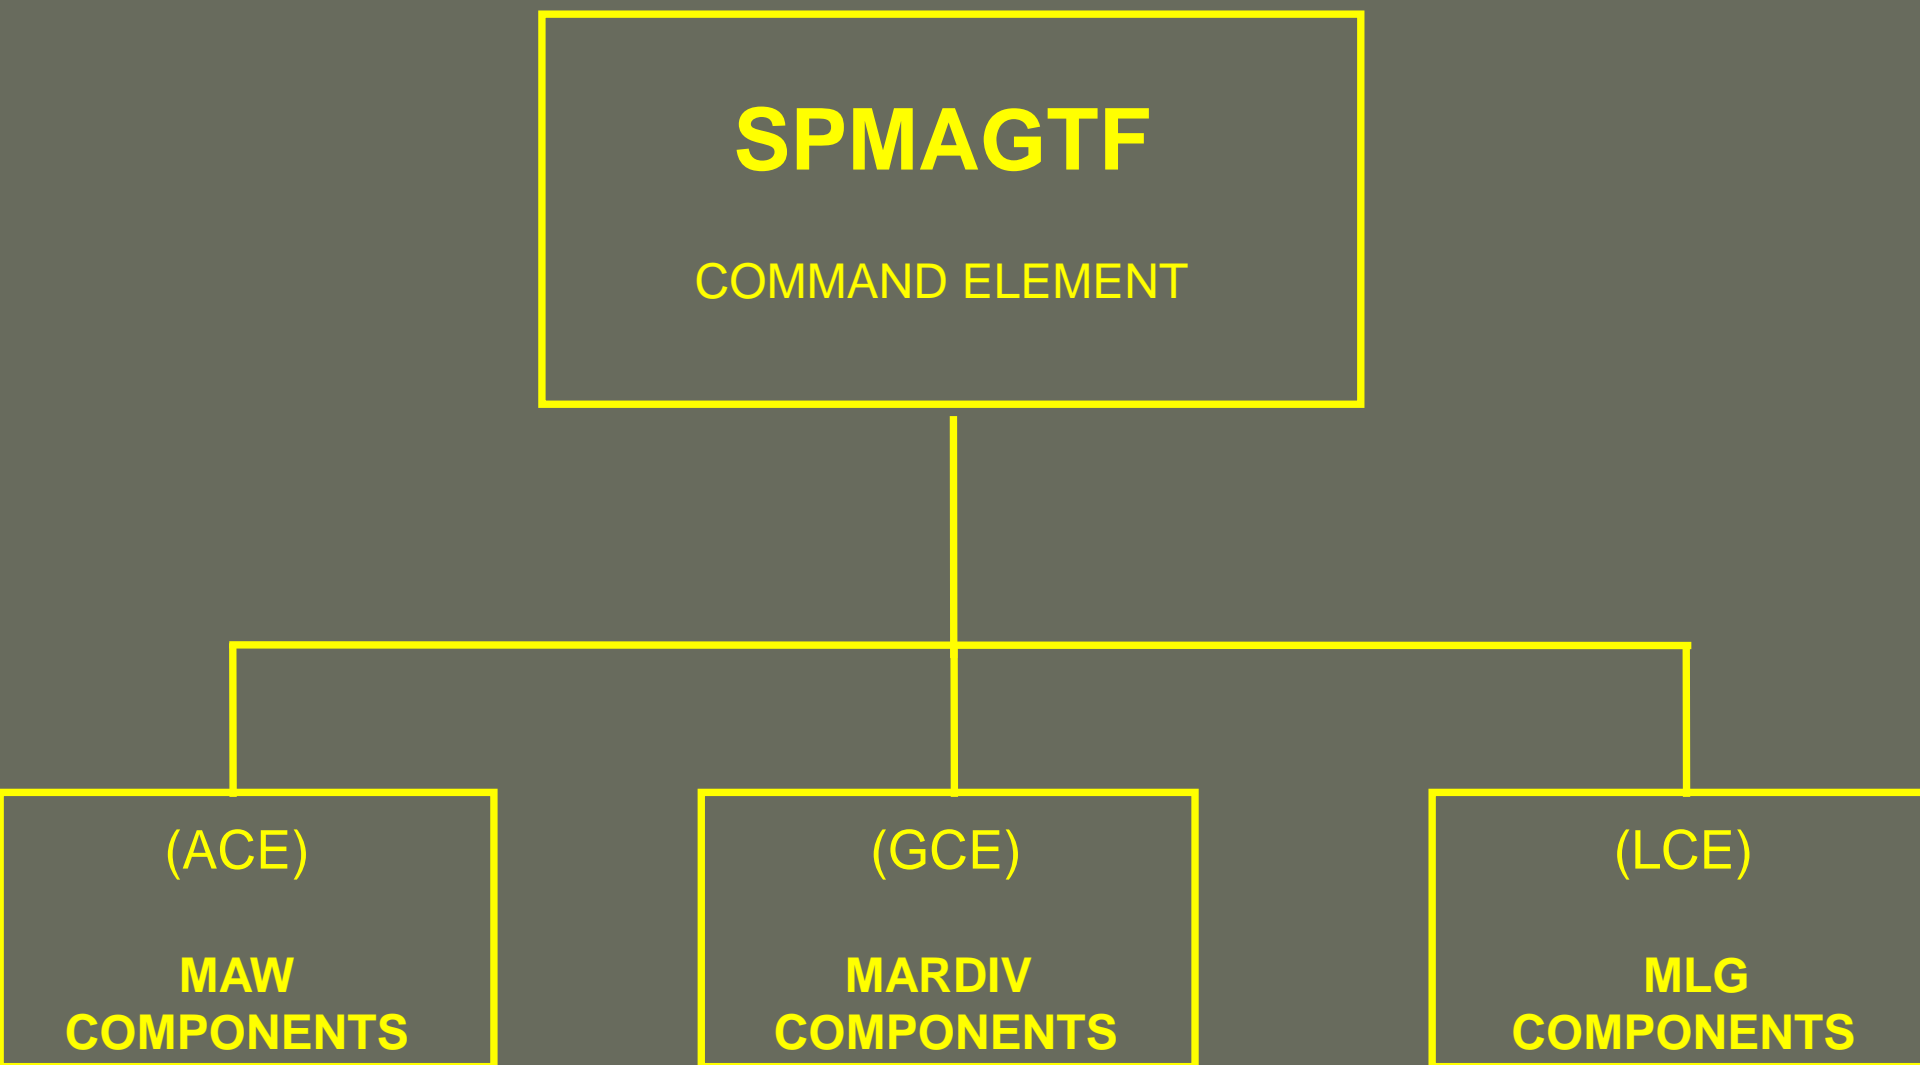 SPMAGTF
COMMAND ELEMENT
(ACE)
MAW
COMPONENTS
(GCE)
MARDIV
COMPONENTS
(LCE)
MLG
COMPONENTS